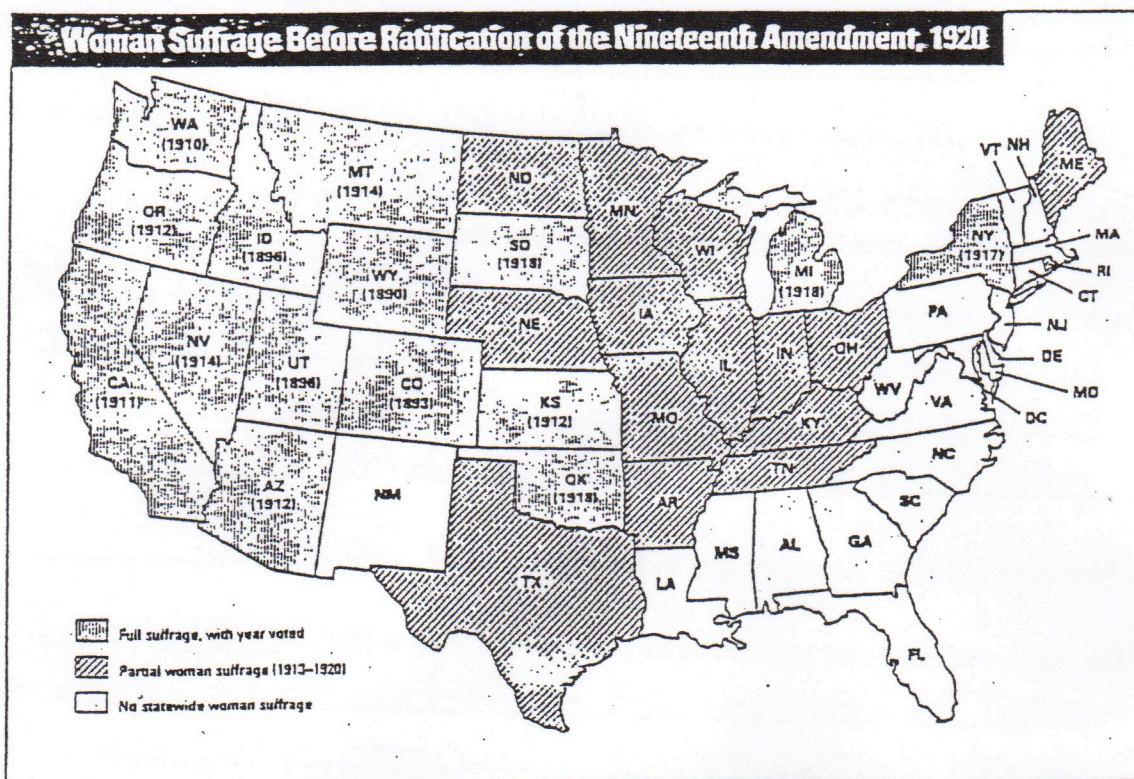 Woman Suffrage Before Ratification of the Nineteenth Amendment, 1920
WA
(1910)
MT
(1914)
ND
MN
VT
NH
ME
OR
(1912)
ID
(1896)
SD
(1918)
WI
NY
(1917)
MA
WY
(1890)
MI
(1918)
RI
CT
NE
IA
PA
NJ
NV
(1914)
UT
(1896)
CO
(1893)
IL
IN
OH
DE
CA
(1911)
KS
(1912)
MO
WV
VA
MD
DC
KY
NC
AZ
(1912)
NM
OK
(1918)
AR
TN
SC
TX
LA
MS
AL
GA
FL
Full suffrage, with year voted
Partial woman suffrage (1913–1920)
No statewide woman suffrage